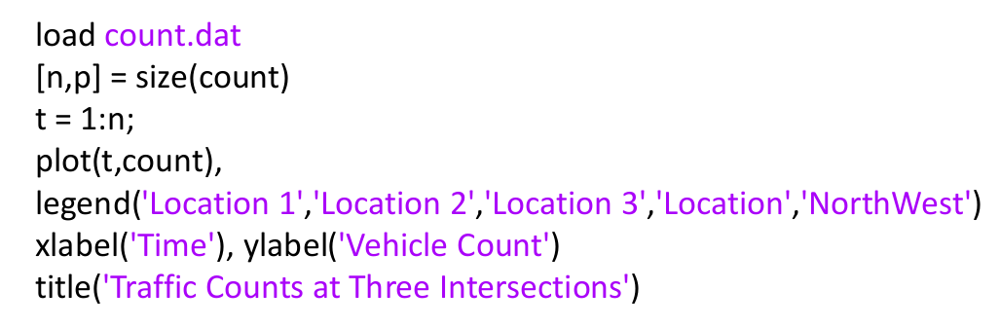 load count.dat
[n,p] = size(count)
t = 1:n;
plot(t,count),
legend('Location 1','Location 2','Location 3','Location','NorthWest')
xlabel('Time'), ylabel('Vehicle Count')
title('Traffic Counts at Three Intersections')